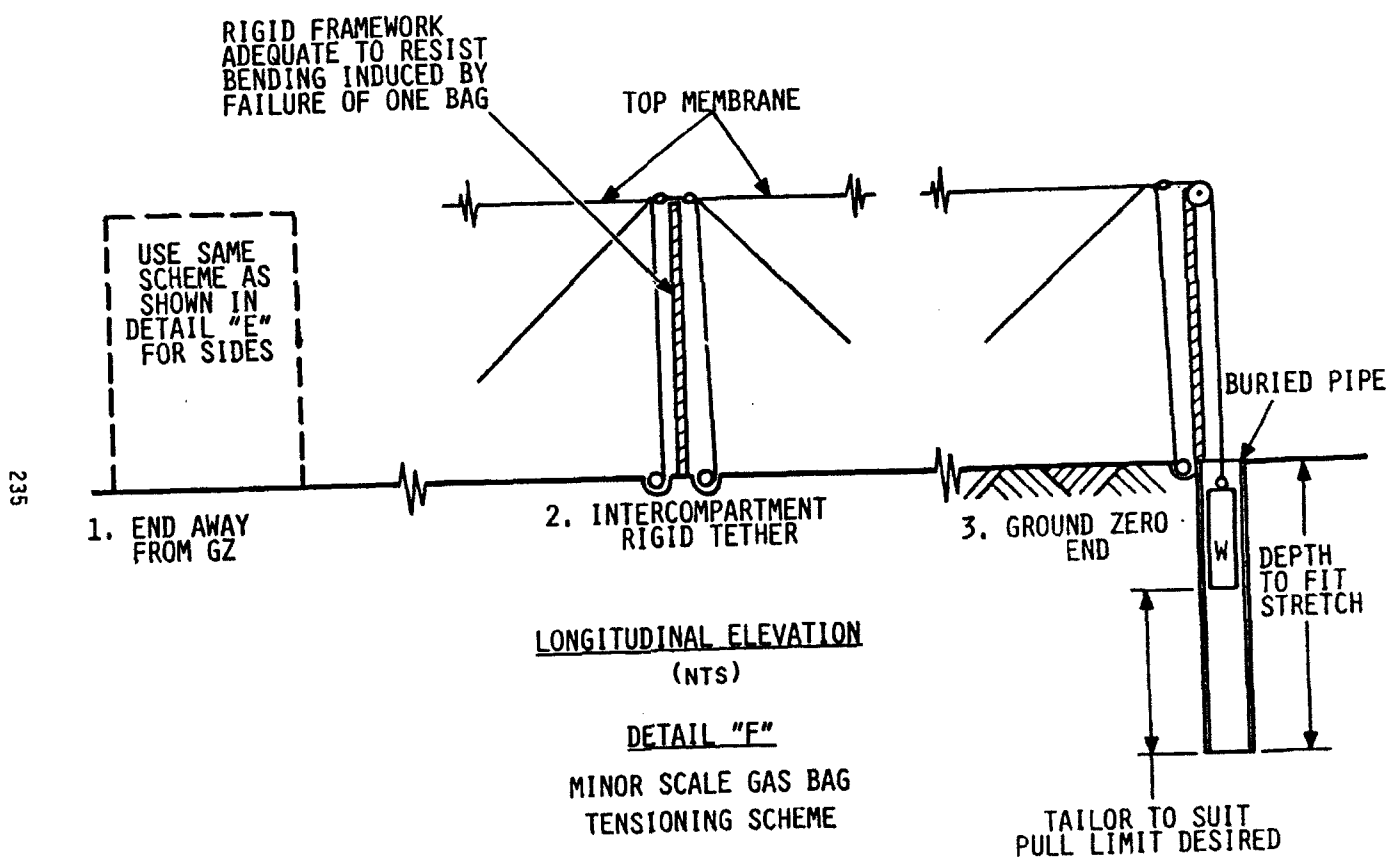 RIGID FRAMEWORK
ADEQUATE TO RESIST
BENDING INDUCED BY
FAILURE OF ONE BAG
TOP MEMBRANE
USE SAME
SCHEME AS
SHOWN IN
DETAIL "E"
FOR SIDES
BURIED PIPE
235
1. END AWAY
FROM GZ
2. INTERCOMPARTMENT
RIGID TETHER
3. GROUND ZERO
END
W
DEPTH
TO FIT
STRETCH
LONGITUDINAL ELEVATION
(NTS)
DETAIL "F"
MINOR SCALE GAS BAG
TENSIONING SCHEME
TAILOR TO SUIT
PULL LIMIT DESIRED